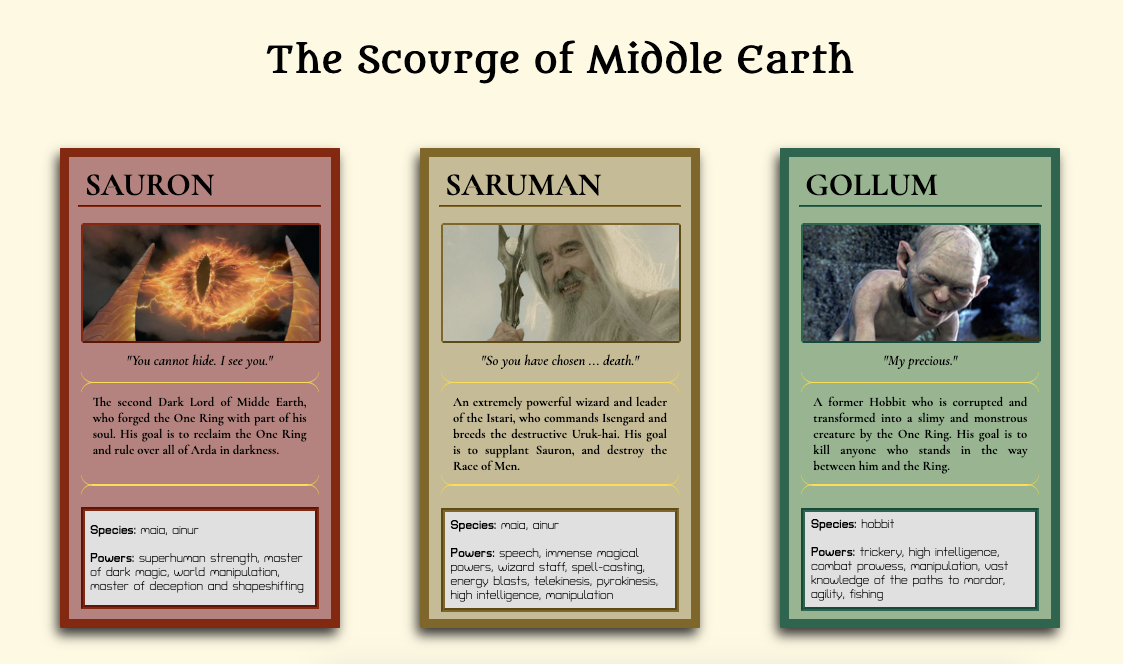 The Scourge of Middle Earth
SAURON
"You cannot hide. I see you."
The second Dark Lord of Midde Earth,
who forged the One Ring with part of his
soul. His goal is to reclaim the One Ring
and rule over all of Arda in darkness.
Species: maia, ainur
Powers: superhuman strength, master
of dark magic, world manipulation,
master of deception and shapeshifting
SARUMAN
"So you have chosen ... death."
An extremely powerful wizard and leader
of the Istari, who commands Isengard and
breeds the destructive Uruk-hai. His goal
is to supplant Sauron, and destroy the
Race of Men.
Species: maia, ainur
Powers: speech, immense magical
powers, wizard staff, spell-casting,
energy blasts, telekinesis, pyrokinesis,
high intelligence, manipulation
GOLLUM
"My precious."
A former Hobbit who is corrupted and
transformed into a slimy and monstrous
creature by the One Ring. His goal is to
kill anyone who stands in the way
between him and the Ring.
Species: hobbit
Powers: trickery, high intelligence,
combat prowess, manipulation, vast
knowledge of the paths to mordor,
agility, fishing